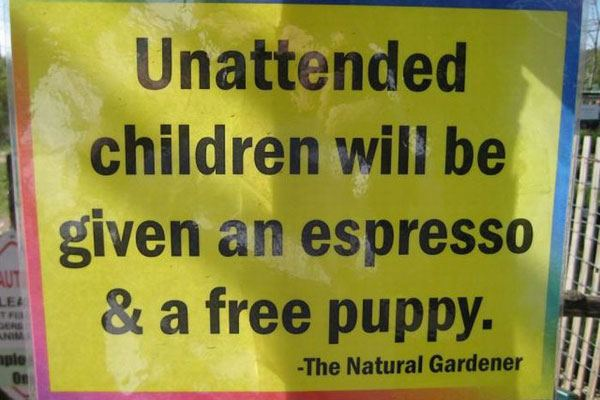 Unattended
children will be
given an espresso
& a free puppy.
-The Natural Gardener